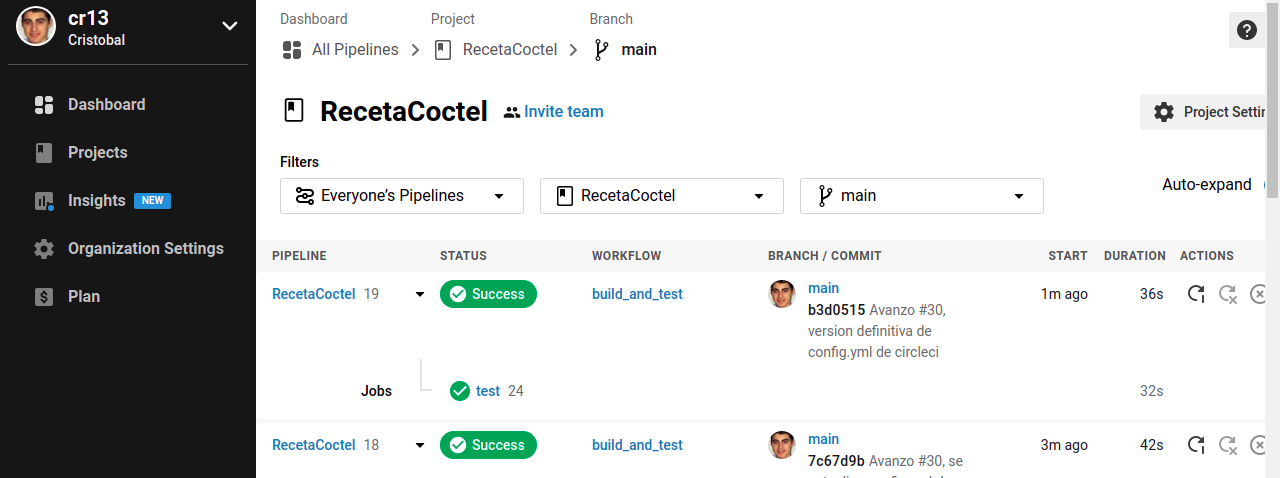 cr13
Cristobal
Dashboard
Projects
Insights NEW
Organization Settings
Plan
Dashboard Project Branch
All Pipelines RecetaCoctel main
RecetaCoctel Invite team
Project Settin
Filters
Everyone's Pipelines RecetaCoctel main
Auto-expand
PIPELINE STATUS WORKFLOW BRANCH / COMMIT START DURATION ACTIONS
RecetaCoctel 19 Success build_and_test main 1m ago 36s
b3d0515 Avanzo #30,
version definitiva de
config.yml de circleci
Jobs test 24 32s
RecetaCoctel 18 Success build_and_test main 3m ago 42s
7c67d9b Avanzo #30, se